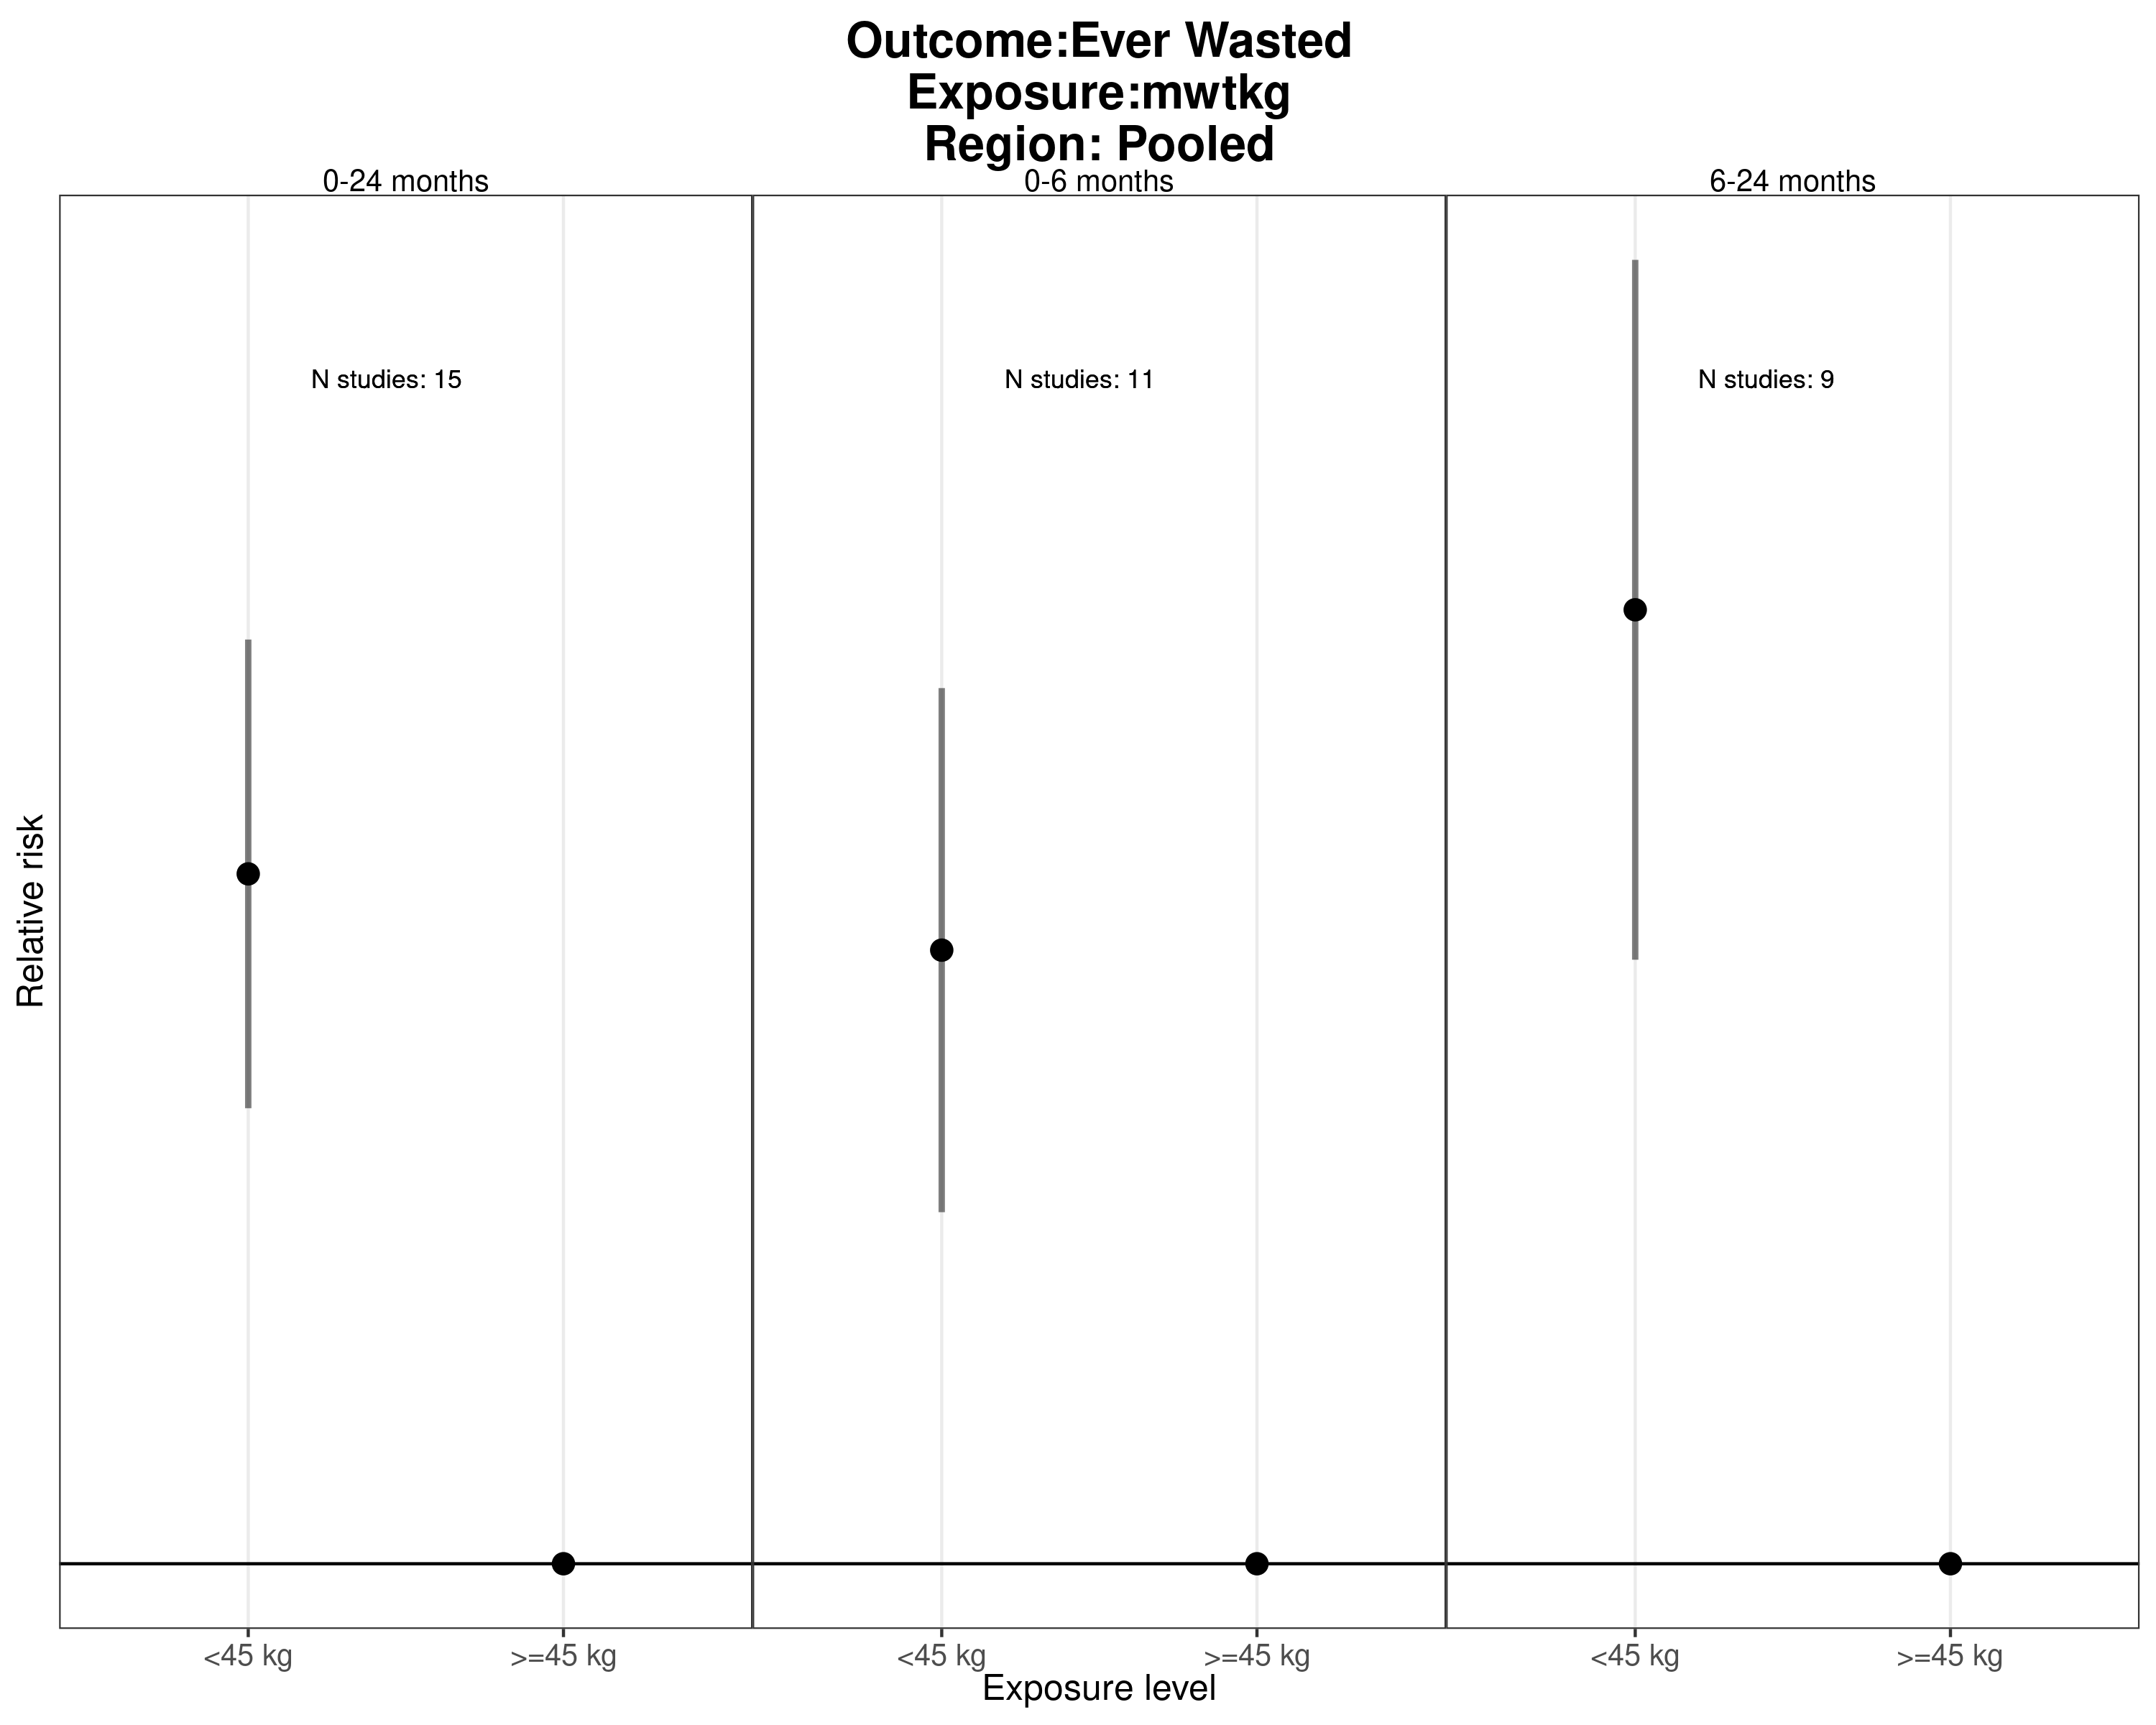 Outcome:Ever Wasted
Exposure:mwtkg
Region: Pooled
0-24 months
0-6 months
6-24 months
N studies: 15
N studies: 11
N studies: 9
Relative risk
<45 kg
>=45 kg
<45 kg
>=45 kg
<45 kg
>=45 kg
Exposure level